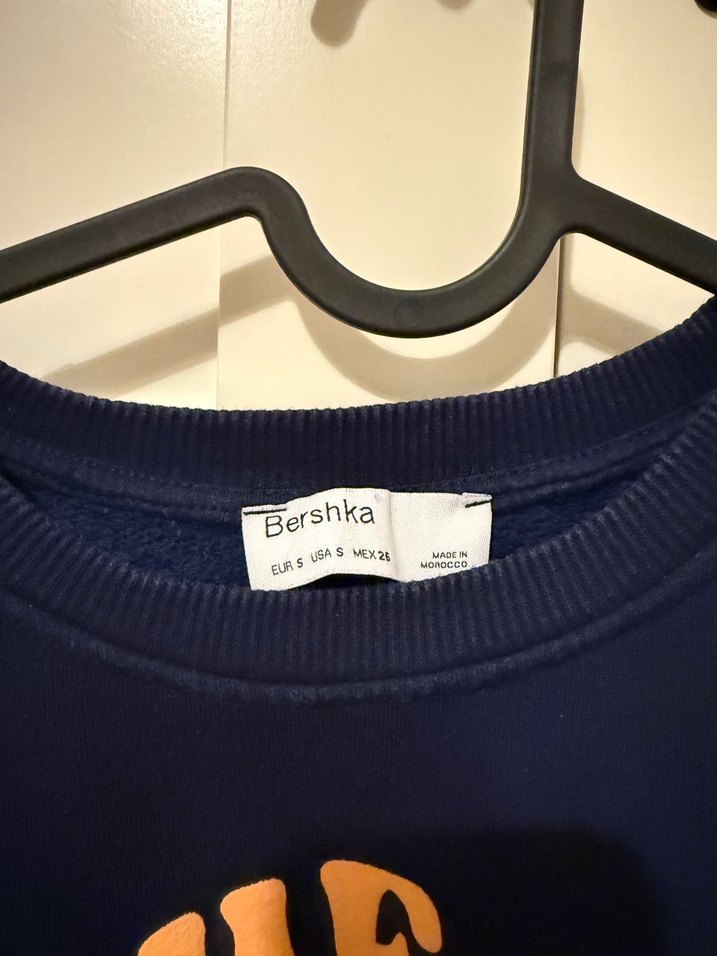 Bershka
EUR S USA S MEX 26
MADE IN
MOROCCO